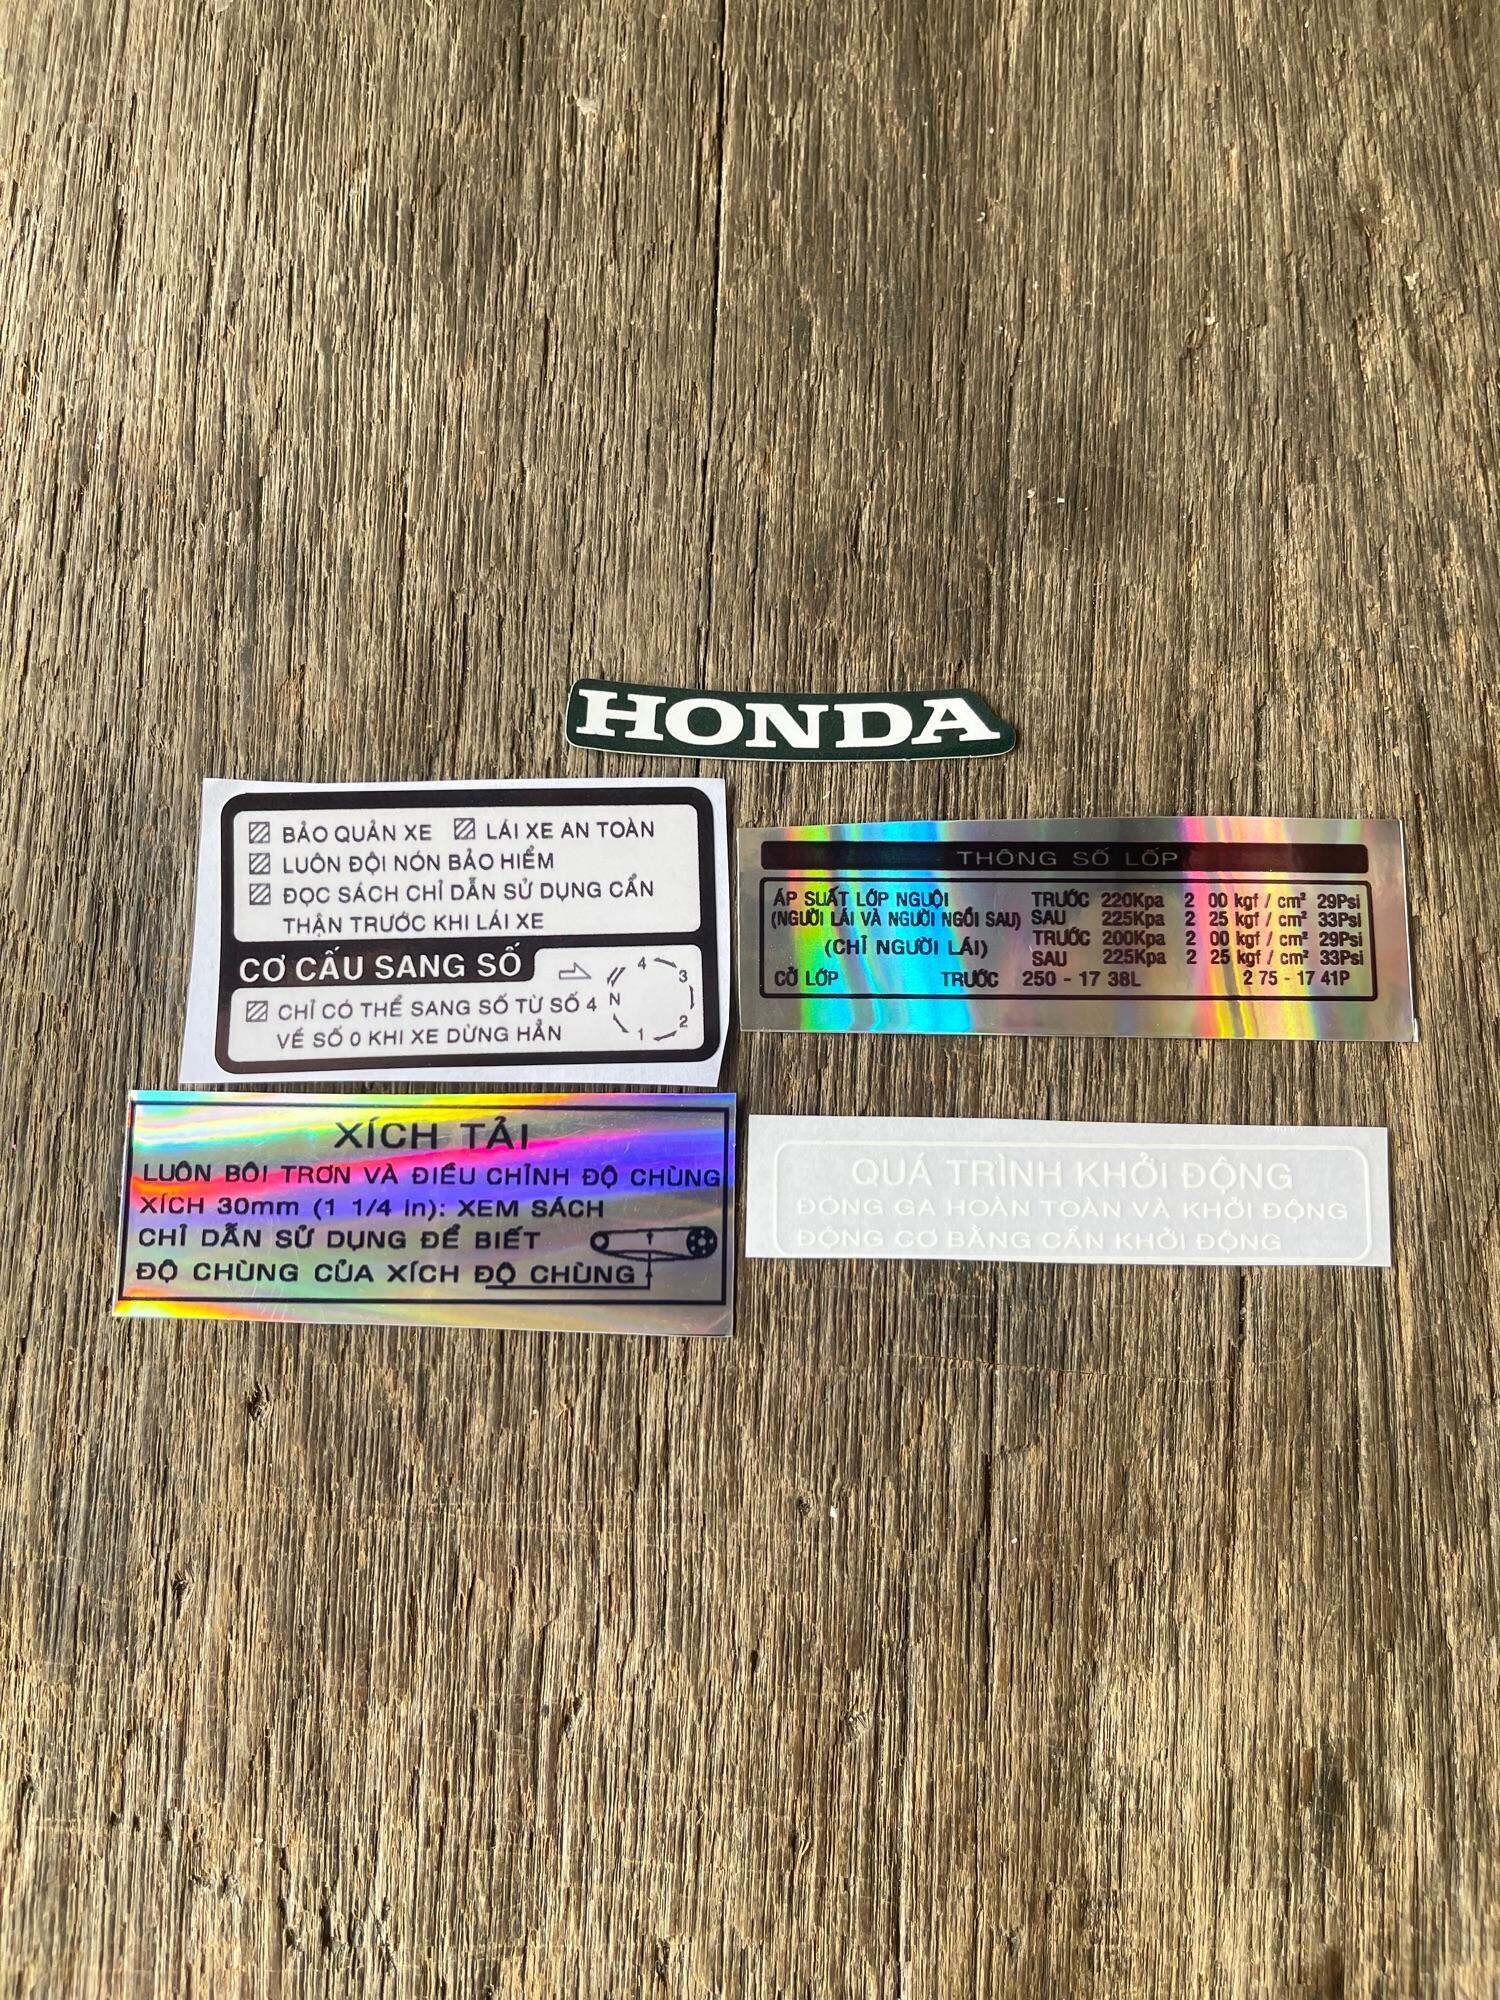 HONDA
BẢO QUẢN XE LÁI XE AN TOÀN
LUÔN ĐỘI NÓN BẢO HIỂM
ĐỌC SÁCH CHỈ DẪN SỬ DỤNG CẨN
THẬN TRƯỚC KHI LÁI XE
CƠ CẤU SANG SỐ
CHỈ CÓ THỂ SANG SỐ TỪ SỐ 4
VỀ SỐ 0 KHI XE DỪNG HẲN
4
3
N
2
1
THÔNG SỐ LỐP
ÁP SUẤT LỐP NGUỘI TRƯỚC 220Kpa 2 00 kgf / cm² 29Psi
(NGƯỜI LÁI VÀ NGƯỜI NGỒI SAU) SAU 225Kpa 2 25 kgf / cm² 33Psi
(CHỈ NGƯỜI LÁI) TRƯỚC 200Kpa 2 00 kgf / cm² 29Psi
SAU 225Kpa 2 25 kgf / cm² 33Psi
CỞ LỐP TRƯỚC 250 - 17 38L 2 75 - 17 41P
XÍCH TẢI
LUÔN BÔI TRƠN VÀ ĐIỀU CHỈNH ĐỘ CHÙNG
XÍCH 30mm (1 1/4 in): XEM SÁCH
CHỈ DẪN SỬ DỤNG ĐỂ BIẾT
ĐỘ CHÙNG CỦA XÍCH ĐỘ CHÙNG
QUÁ TRÌNH KHỞI ĐỘNG
ĐÓNG GA HOÀN TOÀN VÀ KHỞI ĐỘNG
ĐỘNG CƠ BẰNG CẦN KHỞI ĐỘNG